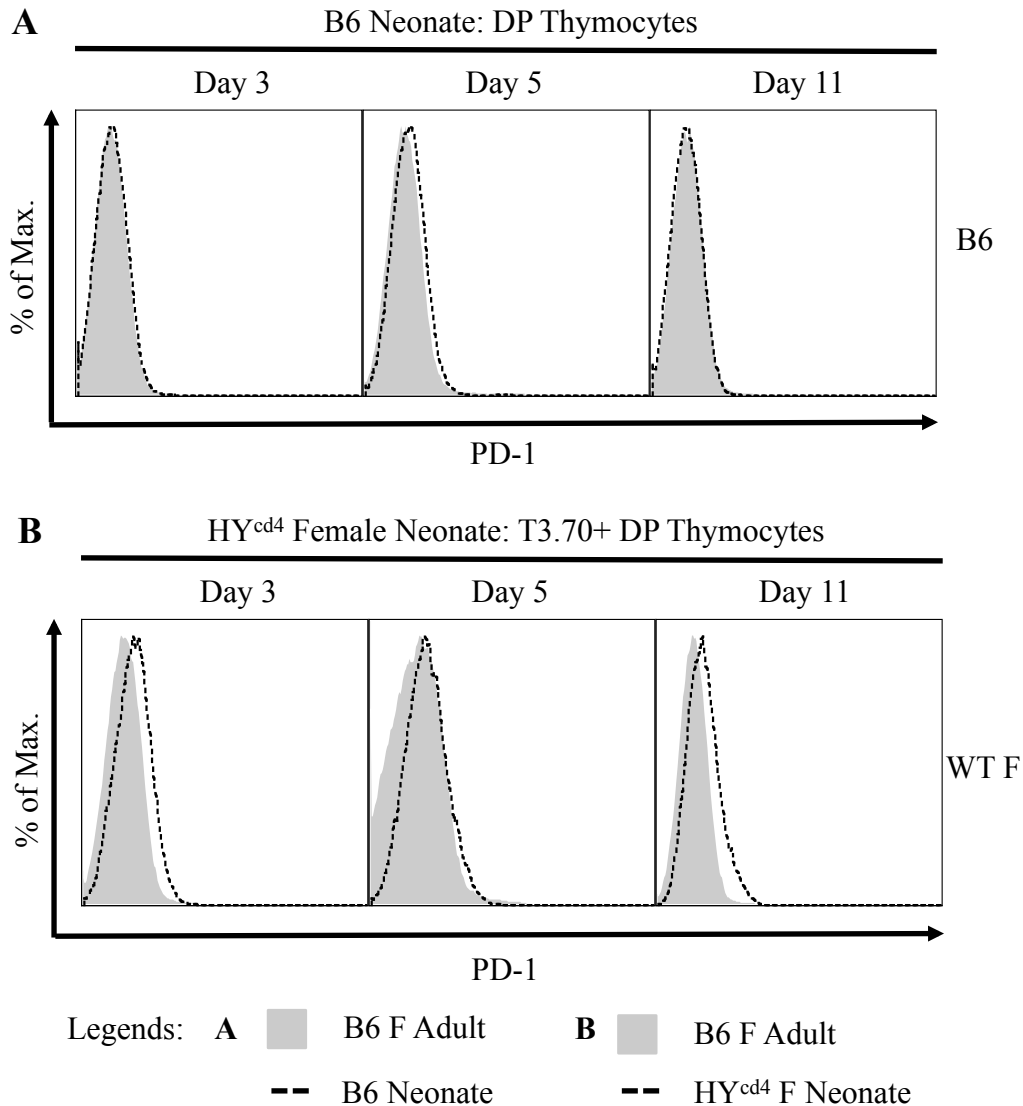 A
B6 Neonate: DP Thymocytes
Day 3 Day 5 Day 11
% of Max.
B6
PD-1
B
HYcd4 Female Neonate: T3.70+ DP Thymocytes
Day 3 Day 5 Day 11
% of Max.
WT F
PD-1
Legends: A B6 F Adult B B6 F Adult
B6 Neonate HYcd4 F Neonate